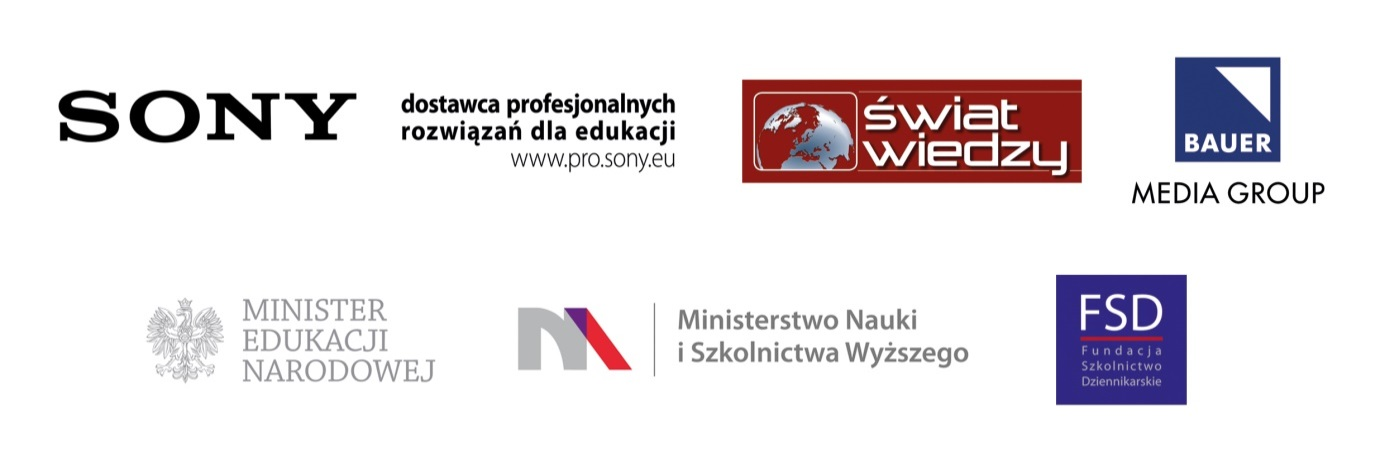 SONY
dostawca profesjonalnych
rozwiązań dla edukacji
www.pro.sony.eu
świat
wiedzy
BAUER
MEDIA GROUP
MINISTER
EDUKACJI
NARODOWEJ
Ministerstwo Nauki
i Szkolnictwa Wyższego
FSD
Fundacja
Szkolnictwo
Dziennikarskie